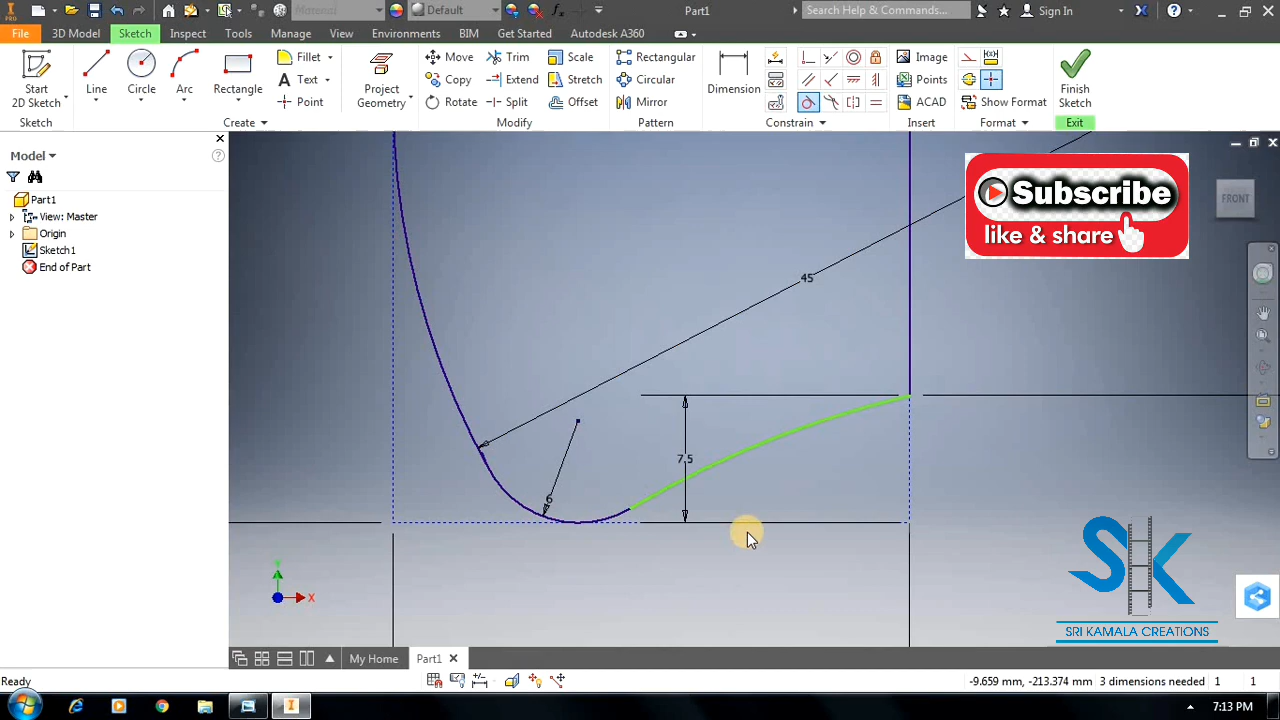 Material
Default
Part1
Search Help & Commands...
Sign In
File
3D Model
Sketch
Inspect
Tools
Manage
View
Environments
BIM
Get Started
Autodesk A360
Start
2D Sketch
Line
Circle
Arc
Rectangle
Fillet
Text
Point
Project
Geometry
Move
Copy
Rotate
Trim
Extend
Split
Scale
Stretch
Offset
Rectangular
Circular
Mirror
Dimension
Image
Points
ACAD
Show Format
Finish
Sketch
Sketch
Create
Modify
Pattern
Constrain
Insert
Format
Exit
Model
Part1
View: Master
Origin
Sketch1
End of Part
Subscribe
like & share
FRONT
45
7.5
6
Y
X
SK
SRI KAMALA CREATIONS
My Home
Part1
Ready
-9.659 mm, -213.374 mm
3 dimensions needed
1
1
7:13 PM